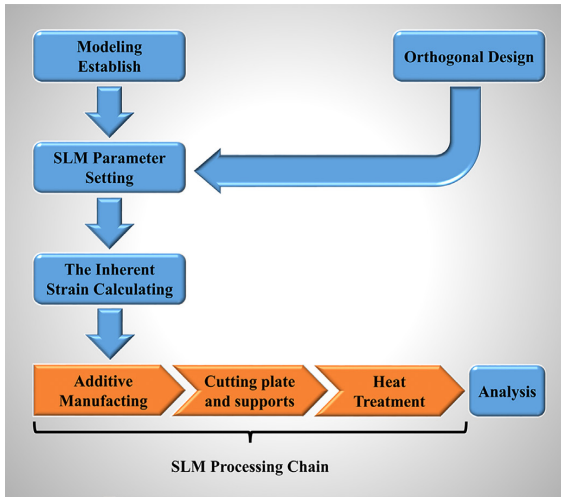 Modeling
Establish
Orthogonal Design
SLM Parameter
Setting
The Inherent
Strain Calculating
Additive
Manufacting
Cutting plate
and supports
Heat
Treatment
Analysis
SLM Processing Chain